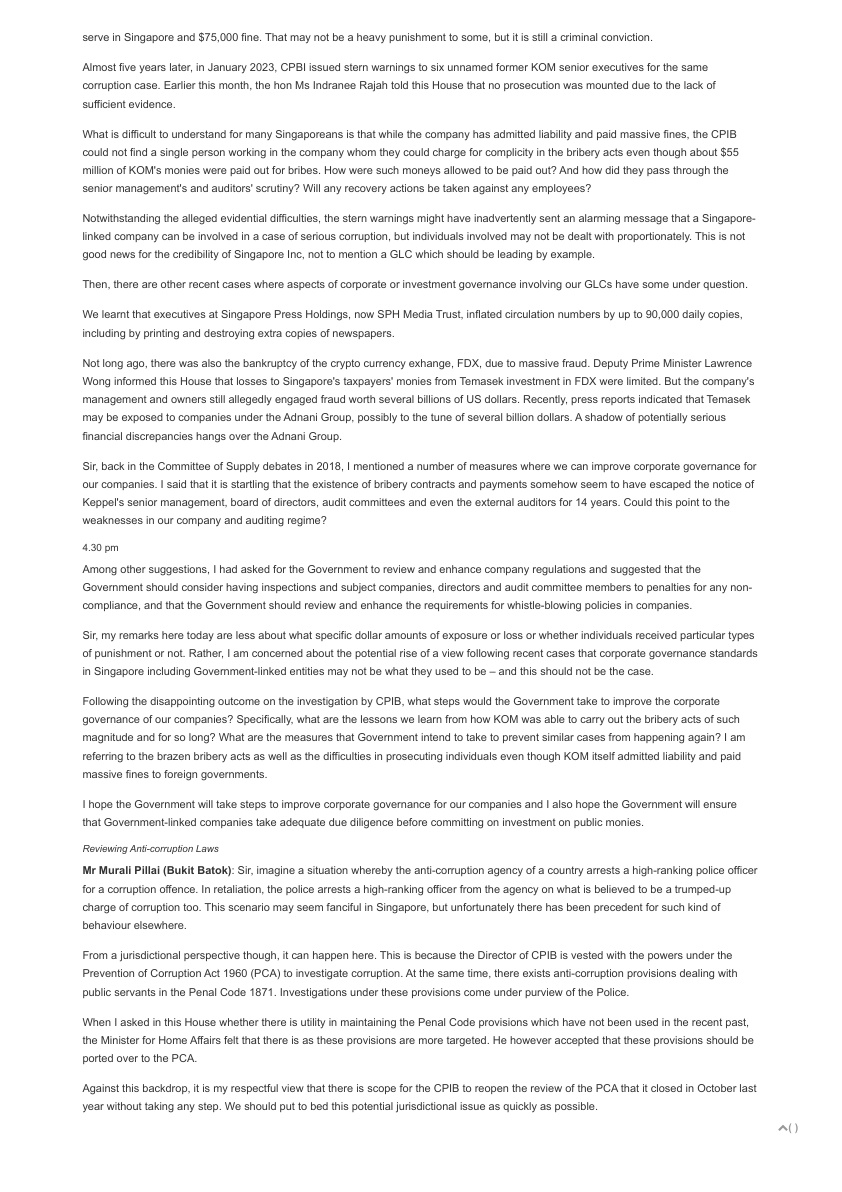 serve in Singapore and $75,000 fine. That may not be a heavy punishment to some, but it is still a criminal conviction.
Almost five years later, in January 2023, CPBI issued stern warnings to six unnamed former KOM senior executives for the same
corruption case. Earlier this month, the hon Ms Indranee Rajah told this House that no prosecution was mounted due to the lack of
sufficient evidence.
What is difficult to understand for many Singaporeans is that while the company has admitted liability and paid massive fines, the CPIB
could not find a single person working in the company whom they could charge for complicity in the bribery acts even though about $55
million of KOM's monies were paid out for bribes. How were such moneys allowed to be paid out? And how did they pass through the
senior management's and auditors' scrutiny? Will any recovery actions be taken against any employees?
Notwithstanding the alleged evidential difficulties, the stern warnings might have inadvertently sent an alarming message that a Singapore-
linked company can be involved in a case of serious corruption, but individuals involved may not be dealt with proportionately. This is not
good news for the credibility of Singapore Inc, not to mention a GLC which should be leading by example.
Then, there are other recent cases where aspects of corporate or investment governance involving our GLCs have some under question.
We learnt that executives at Singapore Press Holdings, now SPH Media Trust, inflated circulation numbers by up to 90,000 daily copies,
including by printing and destroying extra copies of newspapers.
Not long ago, there was also the bankruptcy of the crypto currency exhange, FDX, due to massive fraud. Deputy Prime Minister Lawrence
Wong informed this House that losses to Singapore's taxpayers' monies from Temasek investment in FDX were limited. But the company's
management and owners still allegedly engaged fraud worth several billions of US dollars. Recently, press reports indicated that Temasek
may be exposed to companies under the Adnani Group, possibly to the tune of several billion dollars. A shadow of potentially serious
financial discrepancies hangs over the Adnani Group.
Sir, back in the Committee of Supply debates in 2018, I mentioned a number of measures where we can improve corporate governance for
our companies. I said that it is startling that the existence of bribery contracts and payments somehow seem to have escaped the notice of
Keppel's senior management, board of directors, audit committees and even the external auditors for 14 years. Could this point to the
weaknesses in our company and auditing regime?
4.30 pm
Among other suggestions, I had asked for the Government to review and enhance company regulations and suggested that the
Government should consider having inspections and subject companies, directors and audit committee members to penalties for any non-
compliance, and that the Government should review and enhance the requirements for whistle-blowing policies in companies.
Sir, my remarks here today are less about what specific dollar amounts of exposure or loss or whether individuals received particular types
of punishment or not. Rather, I am concerned about the potential rise of a view following recent cases that corporate governance standards
in Singapore including Government-linked entities may not be what they used to be – and this should not be the case.
Following the disappointing outcome on the investigation by CPIB, what steps would the Government take to improve the corporate
governance of our companies? Specifically, what are the lessons we learn from how KOM was able to carry out the bribery acts of such
magnitude and for so long? What are the measures that Government intend to take to prevent similar cases from happening again? I am
referring to the brazen bribery acts as well as the difficulties in prosecuting individuals even though KOM itself admitted liability and paid
massive fines to foreign governments.
I hope the Government will take steps to improve corporate governance for our companies and I also hope the Government will ensure
that Government-linked companies take adequate due diligence before committing on investment on public monies.
Reviewing Anti-corruption Laws
Mr Murali Pillai (Bukit Batok): Sir, imagine a situation whereby the anti-corruption agency of a country arrests a high-ranking police officer
for a corruption offence. In retaliation, the police arrests a high-ranking officer from the agency on what is believed to be a trumped-up
charge of corruption too. This scenario may seem fanciful in Singapore, but unfortunately there has been precedent for such kind of
behaviour elsewhere.
From a jurisdictional perspective though, it can happen here. This is because the Director of CPIB is vested with the powers under the
Prevention of Corruption Act 1960 (PCA) to investigate corruption. At the same time, there exists anti-corruption provisions dealing with
public servants in the Penal Code 1871. Investigations under these provisions come under purview of the Police.
When I asked in this House whether there is utility in maintaining the Penal Code provisions which have not been used in the recent past,
the Minister for Home Affairs felt that there is as these provisions are more targeted. He however accepted that these provisions should be
ported over to the PCA.
Against this backdrop, it is my respectful view that there is scope for the CPIB to reopen the review of the PCA that it closed in October last
year without taking any step. We should put to bed this potential jurisdictional issue as quickly as possible.
( )